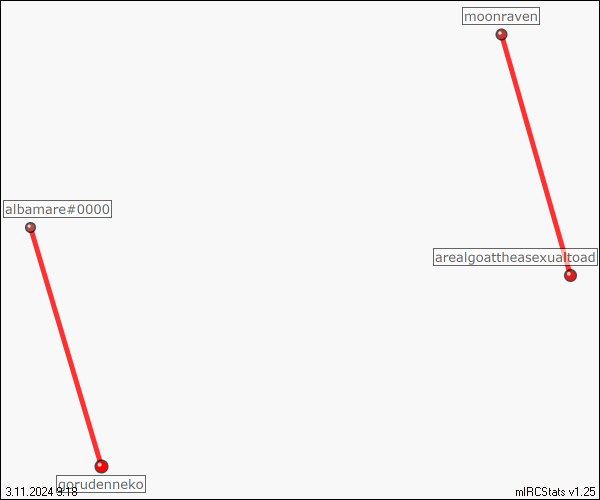 moonraven
albamare#0000
arealgoattheasexualtoad
gorudenneko
3.11.2024 9:18
mIRCStats v1.25